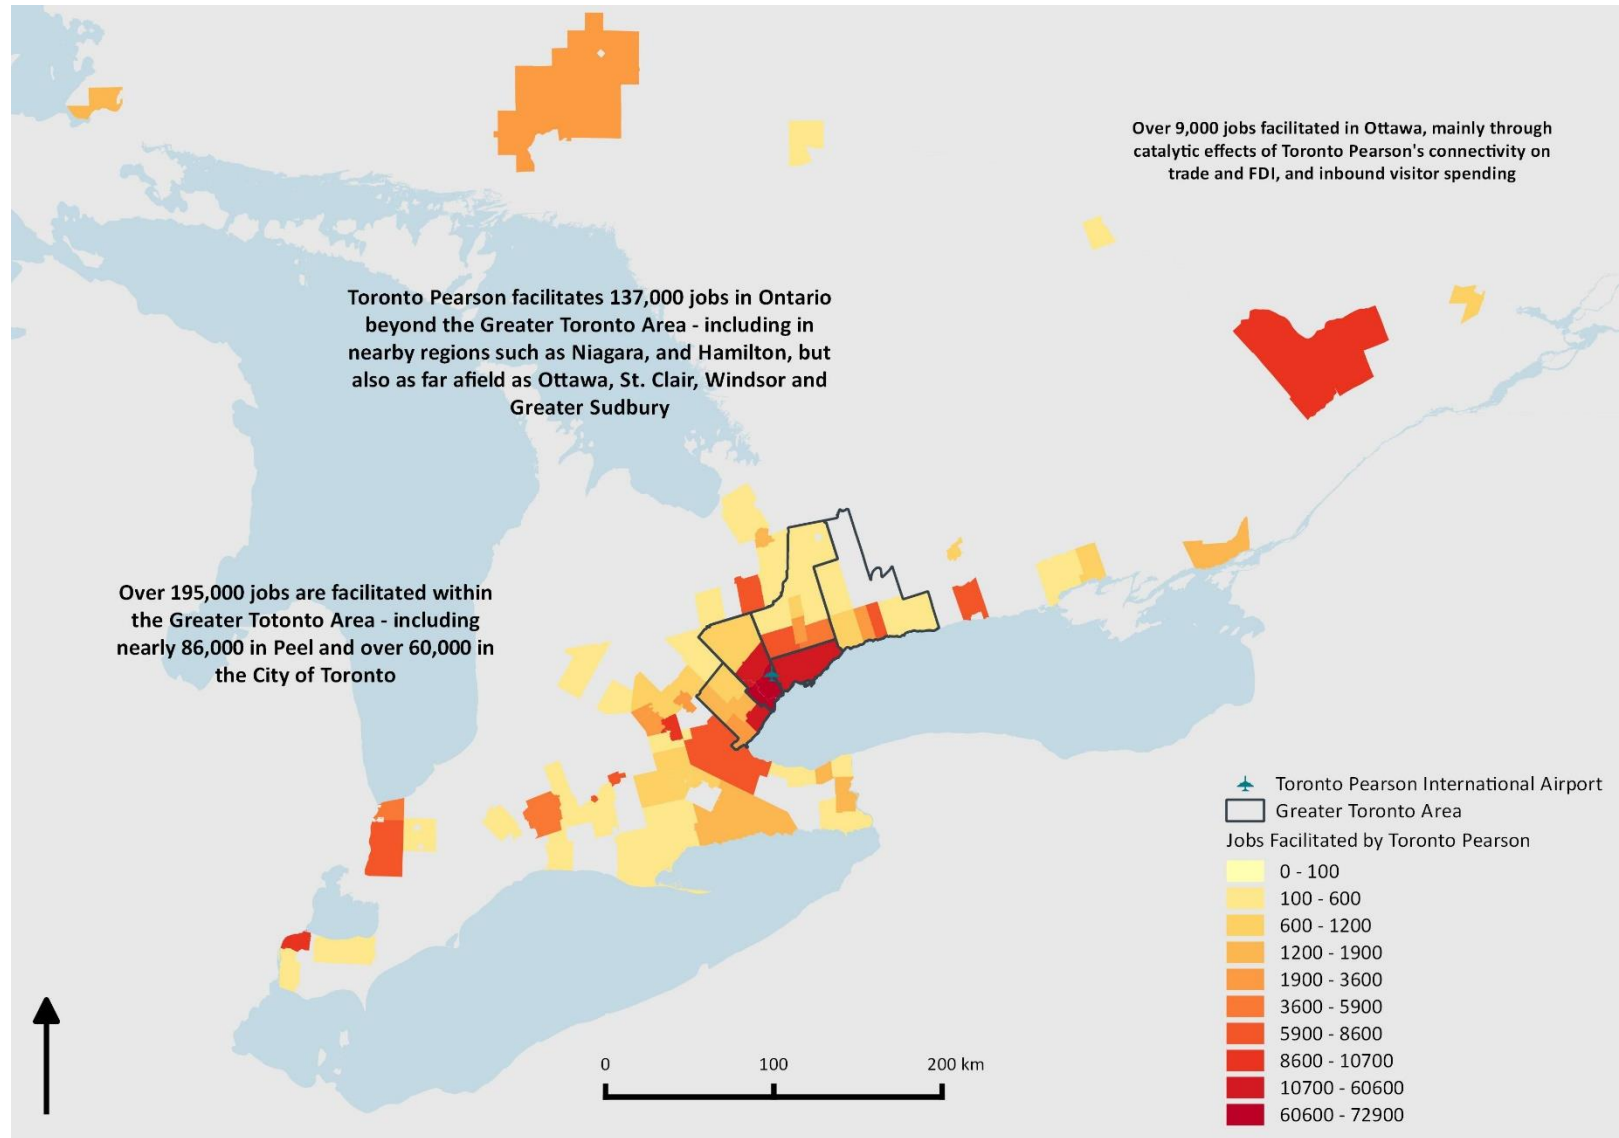 Over 9,000 jobs facilitated in Ottawa, mainly through
catalytic effects of Toronto Pearson's connectivity on
trade and FDI, and inbound visitor spending
Toronto Pearson facilitates 137,000 jobs in Ontario
beyond the Greater Toronto Area - including in
nearby regions such as Niagara, and Hamilton, but
also as far afield as Ottawa, St. Clair, Windsor and
Greater Sudbury
Over 195,000 jobs are facilitated within
the Greater Totonto Area - including
nearly 86,000 in Peel and over 60,000 in
the City of Toronto
Toronto Pearson International Airport
Greater Toronto Area
Jobs Facilitated by Toronto Pearson
0 - 100
100 - 600
600 - 1200
1200 - 1900
1900 - 3600
3600 - 5900
5900 - 8600
8600 - 10700
10700 - 60600
60600 - 72900
0 100 200 km